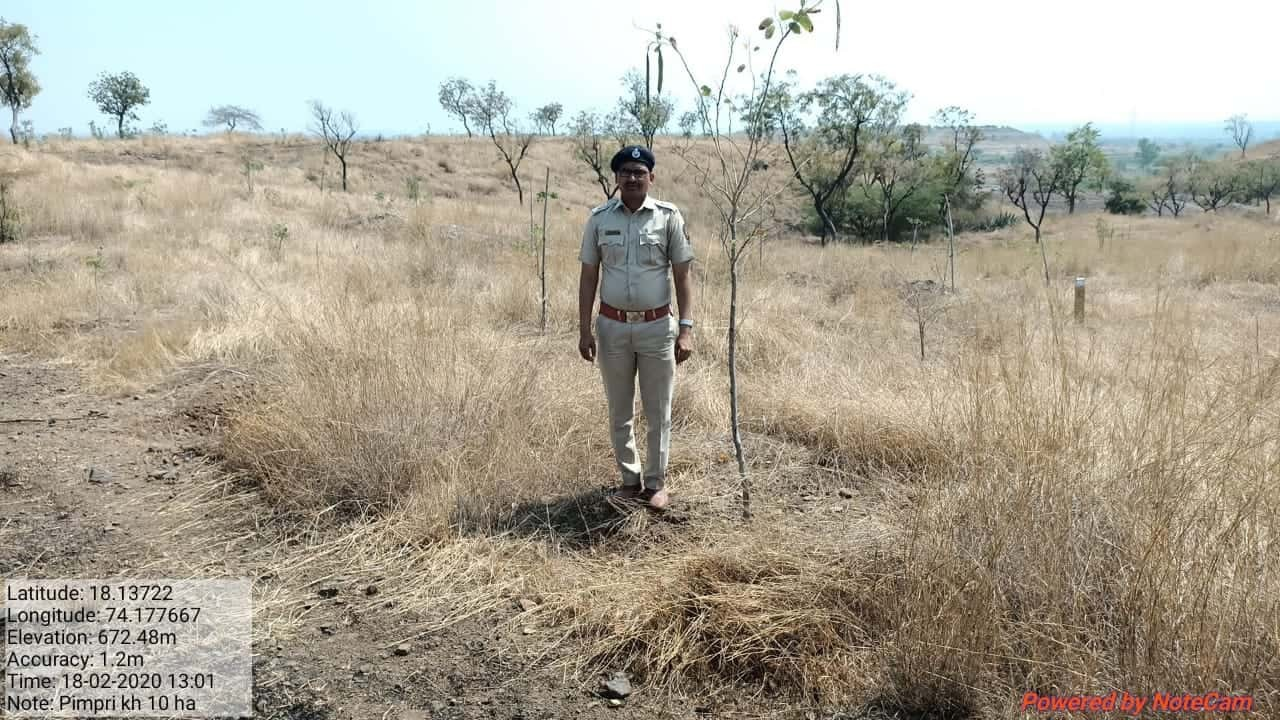 Latitude: 18.13722
Longitude: 74.177667
Elevation: 672.48m
Accuracy: 1.2m
Time: 18-02-2020 13:01
Note: Pimpri kh 10 ha
Powered by NoteCam